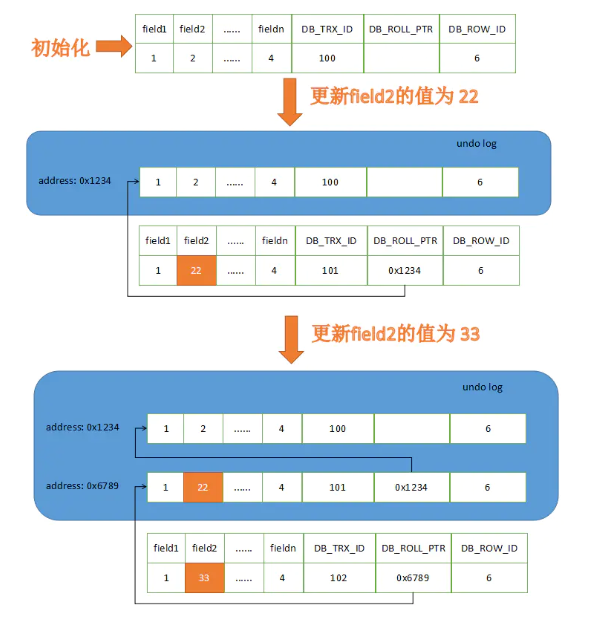 field1 field2 ...... fieldn DB_TRX_ID DB_ROLL_PTR DB_ROW_ID
初始化 1 2 ...... 4 100 6
更新field2的值为 22
undo log
address: 0x1234 1 2 ...... 4 100 6
field1 field2 ...... fieldn DB_TRX_ID DB_ROLL_PTR DB_ROW_ID
1 22 ...... 4 101 0x1234 6
更新field2的值为 33
undo log
address: 0x1234 1 2 ...... 4 100 6
address: 0x6789 1 22 ...... 4 101 0x1234 6
field1 field2 ...... fieldn DB_TRX_ID DB_ROLL_PTR DB_ROW_ID
1 33 ...... 4 102 0x6789 6